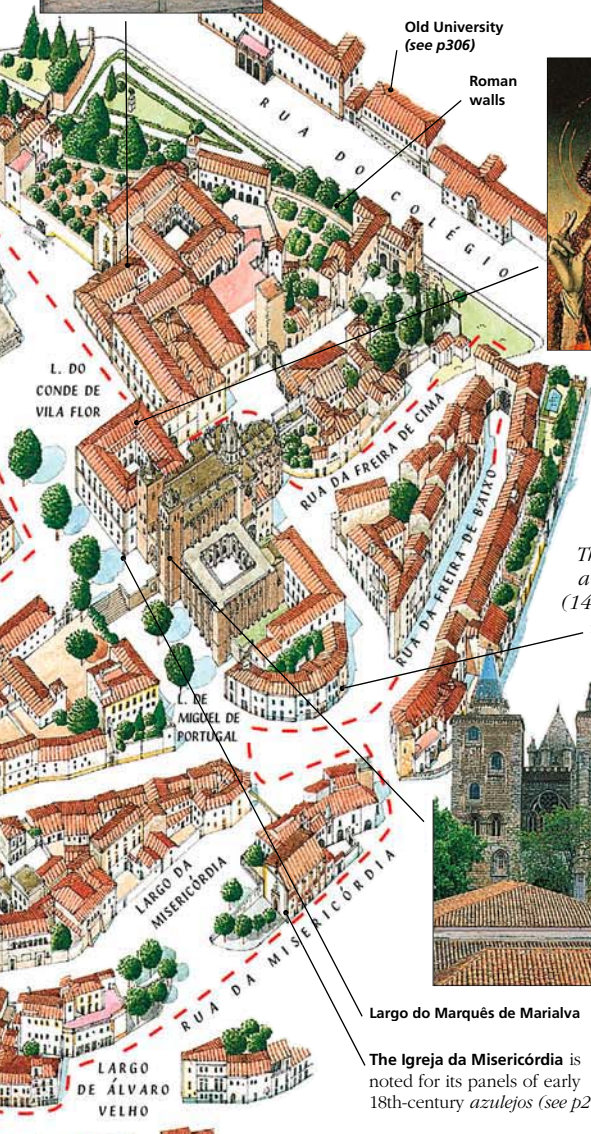 Old University
(see p306)
Roman
walls
RUA DO COLÉGIO
L. DO
CONDE DE
VILA FLOR
RUA DA FREIRA DE CIMA
RUA DA FREIRA DE BAIXO
a
(14
L. DE
MIGUEL DE
PORTUGAL
LARGO DA
MISERICÓRDIA
RUA DA MISERICÓRDIA
Largo do Marquês de Marialva
The Igreja da Misericórdia is
noted for its panels of early
18th-century azulejos (see p2
LARGO
DE ÁLVARO
VELHO